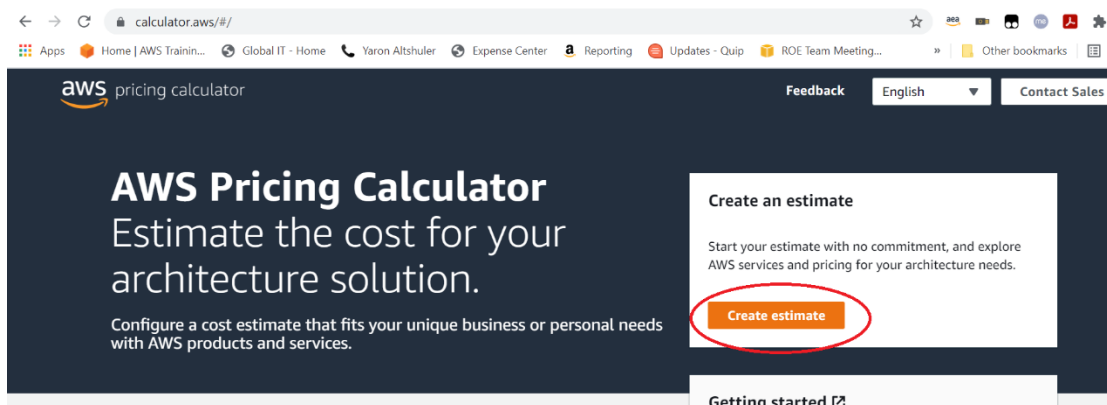 calculator.aws/#/
aea
me
Apps
Home | AWS Trainin...
Global IT - Home
Yaron Altshuler
Expense Center
a Reporting
Updates - Quip
ROE Team Meeting...
»
Other bookmarks
aws pricing calculator
Feedback
English
Contact Sales
AWS Pricing Calculator
Estimate the cost for your
architecture solution.
Configure a cost estimate that fits your unique business or personal needs
with AWS products and services.
Create an estimate
Start your estimate with no commitment, and explore
AWS services and pricing for your architecture needs.
Create estimate
Getting started